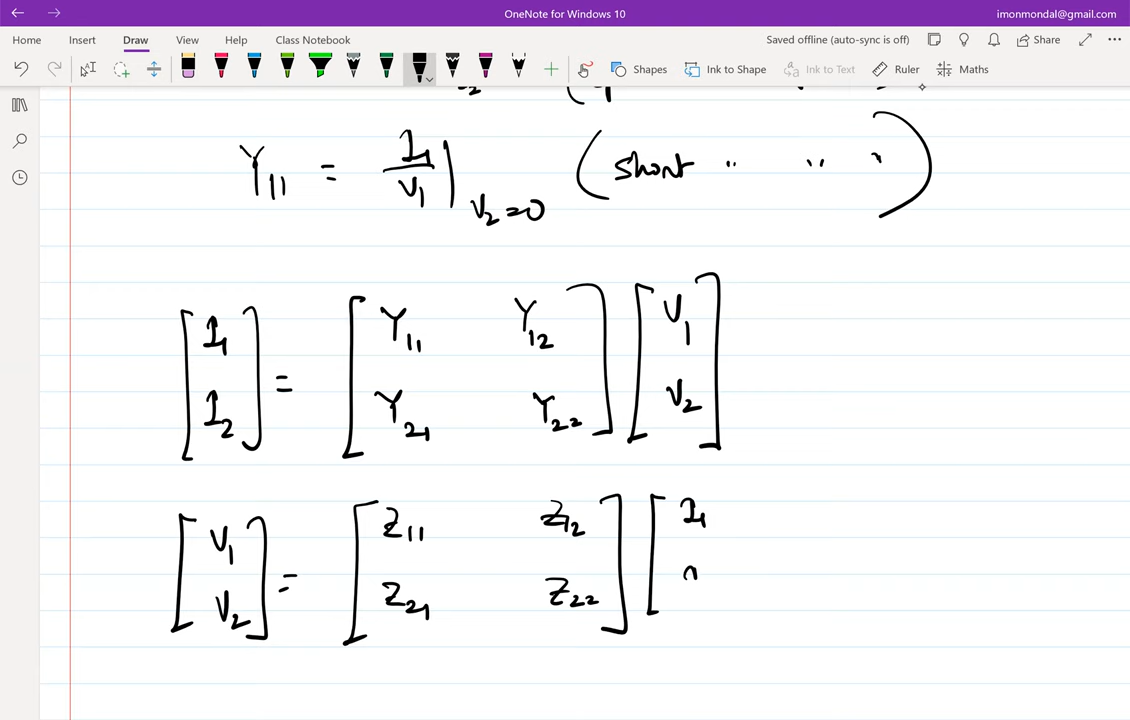 OneNote for Windows 10
imonmondal@gmail.com
Home Insert Draw View Help Class Notebook
Saved offline (auto-sync is off) Share
Shapes Ink to Shape Ink to Text Ruler Maths
Y11 = I1/V1 | V2=0 (short " " ")
[I1 I2] = [Y11 Y12
Y21 Y22] [V1 V2]
[V1 V2] = [Z11 Z12
Z21 Z22] [I1